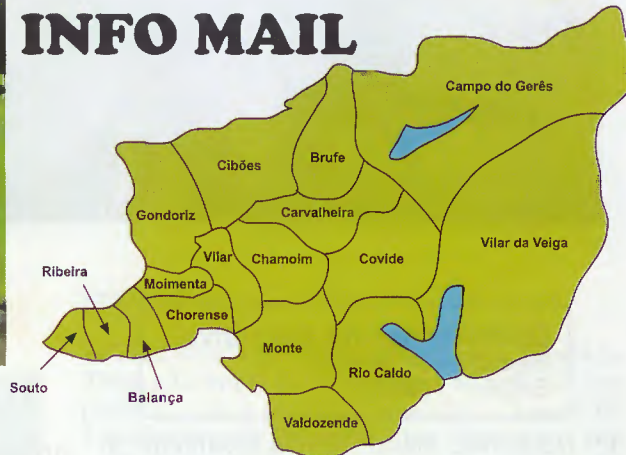 INFO MAIL
Campo do Gerês
Brufe
Cibões
Carvalheira
Gondoriz
Vilar da Veiga
Vilar
Chamoim
Covide
Ribeira
Moimenta
Chorense
Monte
Rio Caldo
Souto
Balança
Valdozende